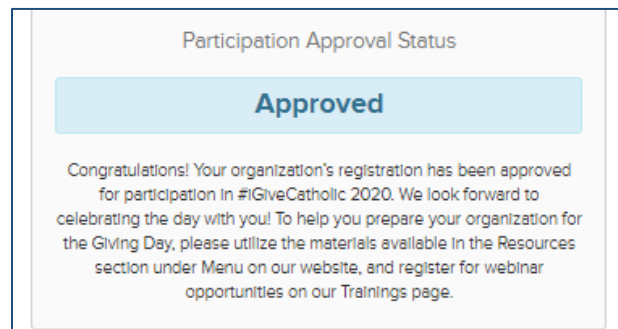 Participation Approval Status
Approved
Congratulations! Your organization's registration has been approved
for participation in #iGiveCatholic 2020. We look forward to
celebrating the day with you! To help you prepare your organization for
the Giving Day, please utilize the materials available in the Resources
section under Menu on our website, and register for webinar
opportunities on our Trainings page.